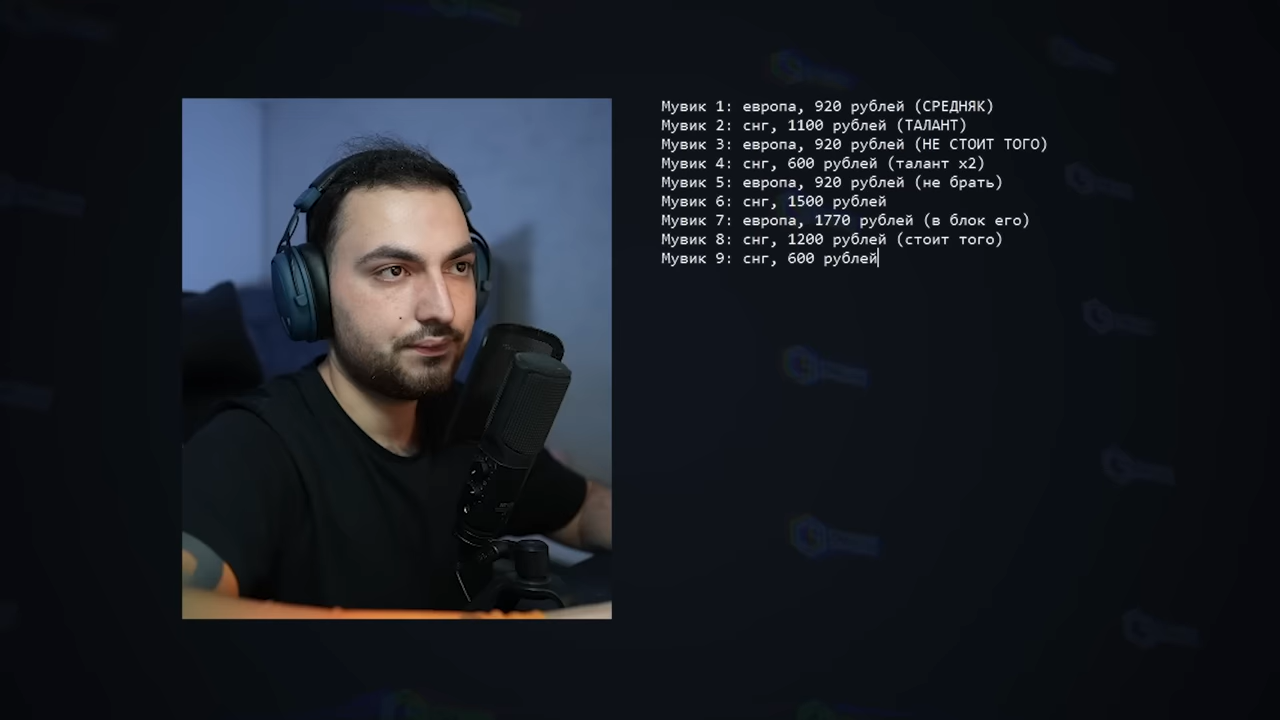 Мувик 1: европа, 920 рублей (СРЕДНЯК)
Мувик 2: снг, 1100 рублей (ТАЛАНТ)
Мувик 3: европа, 920 рублей (НЕ СТОИТ ТОГО)
Мувик 4: снг, 600 рублей (талант х2)
Мувик 5: европа, 920 рублей (не брать)
Мувик 6: снг, 1500 рублей
Мувик 7: европа, 1770 рублей (в блок его)
Мувик 8: снг, 1200 рублей (стоит того)
Мувик 9: снг, 600 рублей